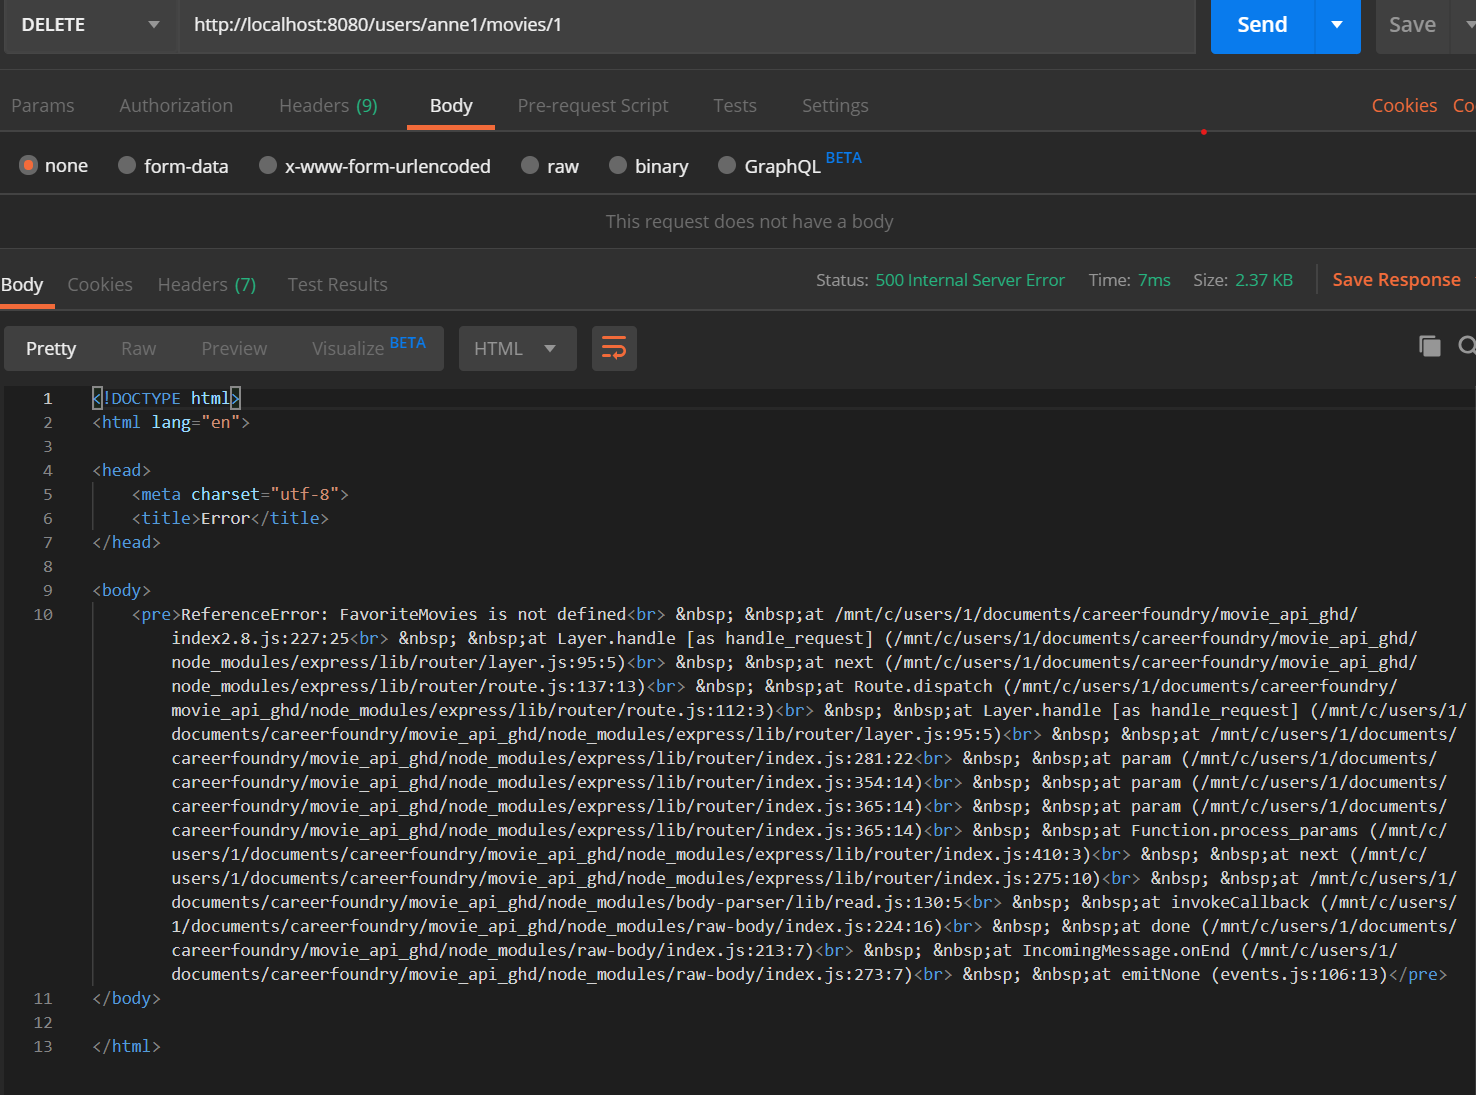 DELETE http://localhost:8080/users/anne1/movies/1 Send Save
Params Authorization Headers (9) Body Pre-request Script Tests Settings Cookies Co
none form-data x-www-form-urlencoded raw binary GraphQL BETA
This request does not have a body
Body Cookies Headers (7) Test Results Status: 500 Internal Server Error Time: 7ms Size: 2.37 KB Save Response
Pretty Raw Preview Visualize BETA HTML
1 <!DOCTYPE html>
2 <html lang="en">
3
4 <head>
5 <meta charset="utf-8">
6 <title>Error</title>
7 </head>
8
9 <body>
10 <pre>ReferenceError: FavoriteMovies is not defined<br> &nbsp; &nbsp;at /mnt/c/users/1/documents/careerfoundry/movie_api_ghd/
index2.8.js:227:25<br> &nbsp; &nbsp;at Layer.handle [as handle_request] (/mnt/c/users/1/documents/careerfoundry/movie_api_ghd/
node_modules/express/lib/router/layer.js:95:5)<br> &nbsp; &nbsp;at next (/mnt/c/users/1/documents/careerfoundry/movie_api_ghd/
node_modules/express/lib/router/route.js:137:13)<br> &nbsp; &nbsp;at Route.dispatch (/mnt/c/users/1/documents/careerfoundry/
movie_api_ghd/node_modules/express/lib/router/route.js:112:3)<br> &nbsp; &nbsp;at Layer.handle [as handle_request] (/mnt/c/users/1/
documents/careerfoundry/movie_api_ghd/node_modules/express/lib/router/layer.js:95:5)<br> &nbsp; &nbsp;at /mnt/c/users/1/documents/
careerfoundry/movie_api_ghd/node_modules/express/lib/router/index.js:281:22<br> &nbsp; &nbsp;at param (/mnt/c/users/1/documents/
careerfoundry/movie_api_ghd/node_modules/express/lib/router/index.js:354:14)<br> &nbsp; &nbsp;at param (/mnt/c/users/1/documents/
careerfoundry/movie_api_ghd/node_modules/express/lib/router/index.js:365:14)<br> &nbsp; &nbsp;at param (/mnt/c/users/1/documents/
careerfoundry/movie_api_ghd/node_modules/express/lib/router/index.js:365:14)<br> &nbsp; &nbsp;at Function.process_params (/mnt/c/
users/1/documents/careerfoundry/movie_api_ghd/node_modules/express/lib/router/index.js:410:3)<br> &nbsp; &nbsp;at next (/mnt/c/
users/1/documents/careerfoundry/movie_api_ghd/node_modules/express/lib/router/index.js:275:10)<br> &nbsp; &nbsp;at /mnt/c/users/1/
documents/careerfoundry/movie_api_ghd/node_modules/body-parser/lib/read.js:130:5<br> &nbsp; &nbsp;at invokeCallback (/mnt/c/users/
1/documents/careerfoundry/movie_api_ghd/node_modules/raw-body/index.js:224:16)<br> &nbsp; &nbsp;at done (/mnt/c/users/1/documents/
careerfoundry/movie_api_ghd/node_modules/raw-body/index.js:213:7)<br> &nbsp; &nbsp;at IncomingMessage.onEnd (/mnt/c/users/1/
documents/careerfoundry/movie_api_ghd/node_modules/raw-body/index.js:273:7)<br> &nbsp; &nbsp;at emitNone (events.js:106:13)</pre>
11 </body>
12
13 </html>